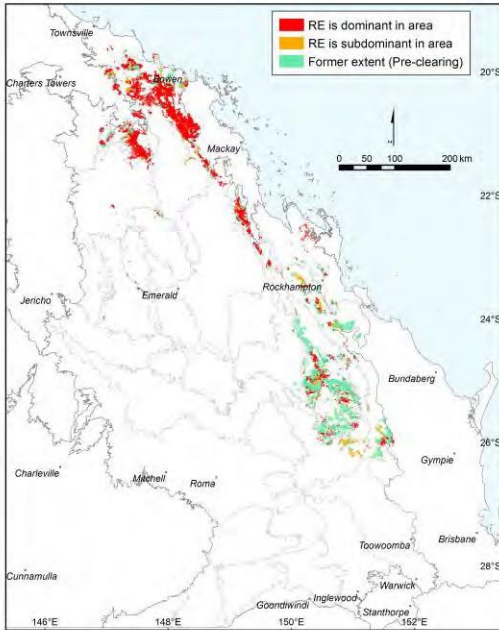 RE is dominant in area
RE is subdominant in area
Former extent (Pre-clearing)
Townsville
Charters Towers
Bowen
20°S
Mackay
0 50 100 200 km
22°S
Jericho
Emerald
Rockhampton
24°S
Bundaberg
26°S
Charleville
Mitchell
Roma
Gympie
Toowoomba
Brisbane
Cunnamulla
Goondiwindi
Inglewood
Warwick
Stanthorpe
28°S
146°E
148°E
150°E
152°E